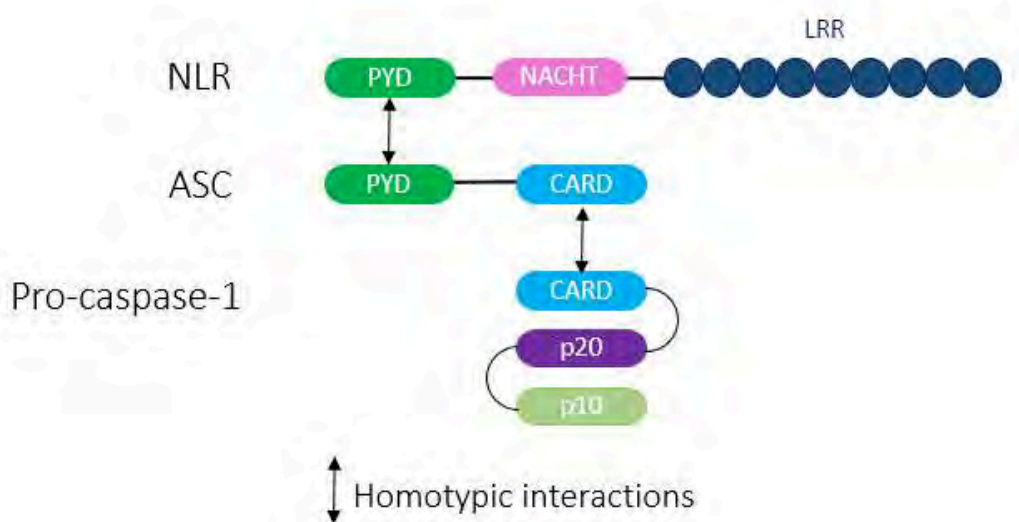 LRR
NLR PYD NACHT
ASC PYD CARD
Pro-caspase-1 CARD
p20
p10
Homotypic interactions